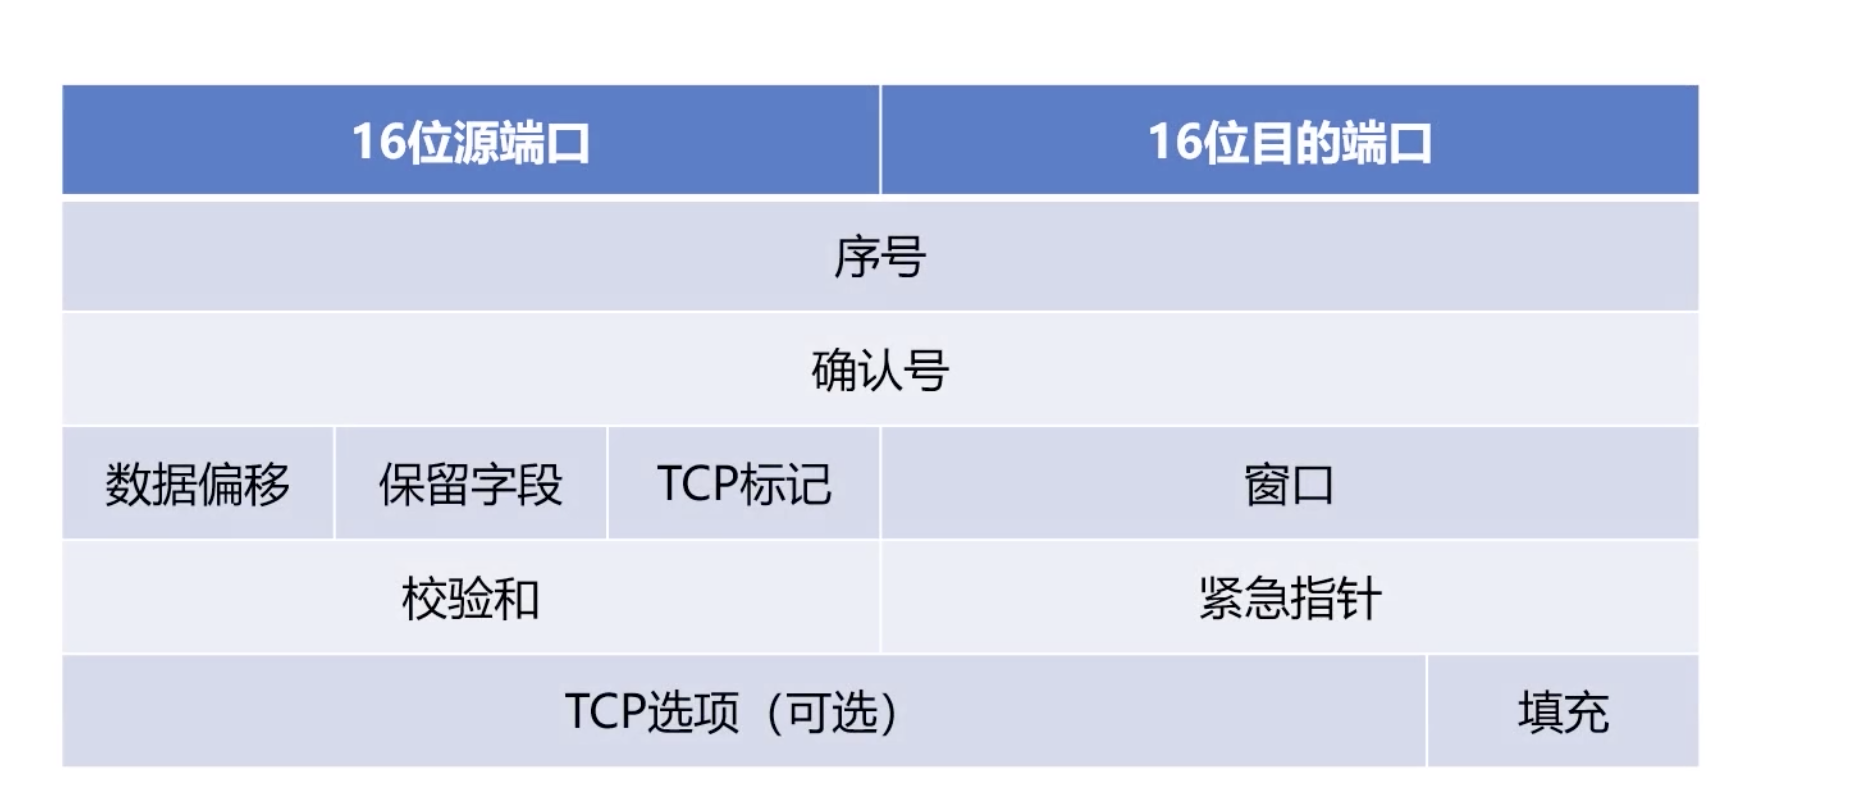 16位源端口
16位目的端口
序号
确认号
数据偏移
保留字段
TCP标记
窗口
校验和
紧急指针
TCP选项（可选）
填充